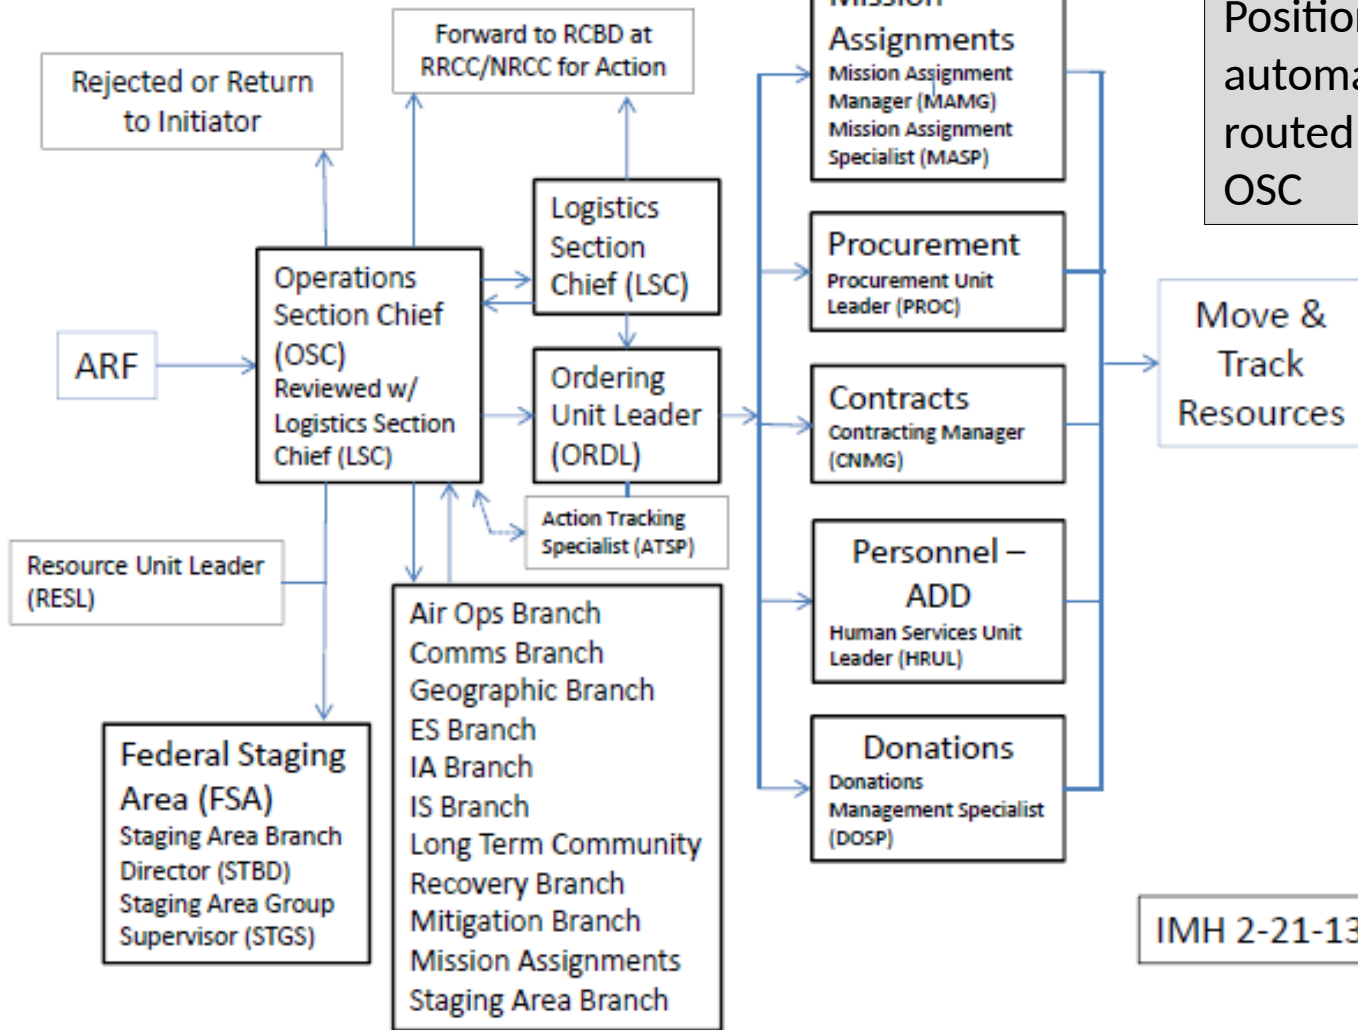 Forward to RCBD at
RRCC/NRCC for Action
Rejected or Return
to Initiator
Logistics
Section
Chief (LSC)
Operations
Section Chief
(OSC)
Reviewed w/
Logistics Section
Chief (LSC)
ARF
Ordering
Unit Leader
(ORDL)
Action Tracking
Specialist (ATSP)
Resource Unit Leader
(RESL)
Federal Staging
Area (FSA)
Staging Area Branch
Director (STBD)
Staging Area Group
Supervisor (STGS)
Air Ops Branch
Comms Branch
Geographic Branch
ES Branch
IA Branch
IS Branch
Long Term Community
Recovery Branch
Mitigation Branch
Mission Assignments
Staging Area Branch
Mission
Assignments
Mission Assignment
Manager (MAMG)
Mission Assignment
Specialist (MASP)
Procurement
Procurement Unit
Leader (PROC)
Contracts
Contracting Manager
(CNMG)
Personnel –
ADD
Human Services Unit
Leader (HRUL)
Donations
Donations
Management Specialist
(DOSP)
Position
automa
routed
OSC
Move &
Track
Resources
IMH 2-21-13